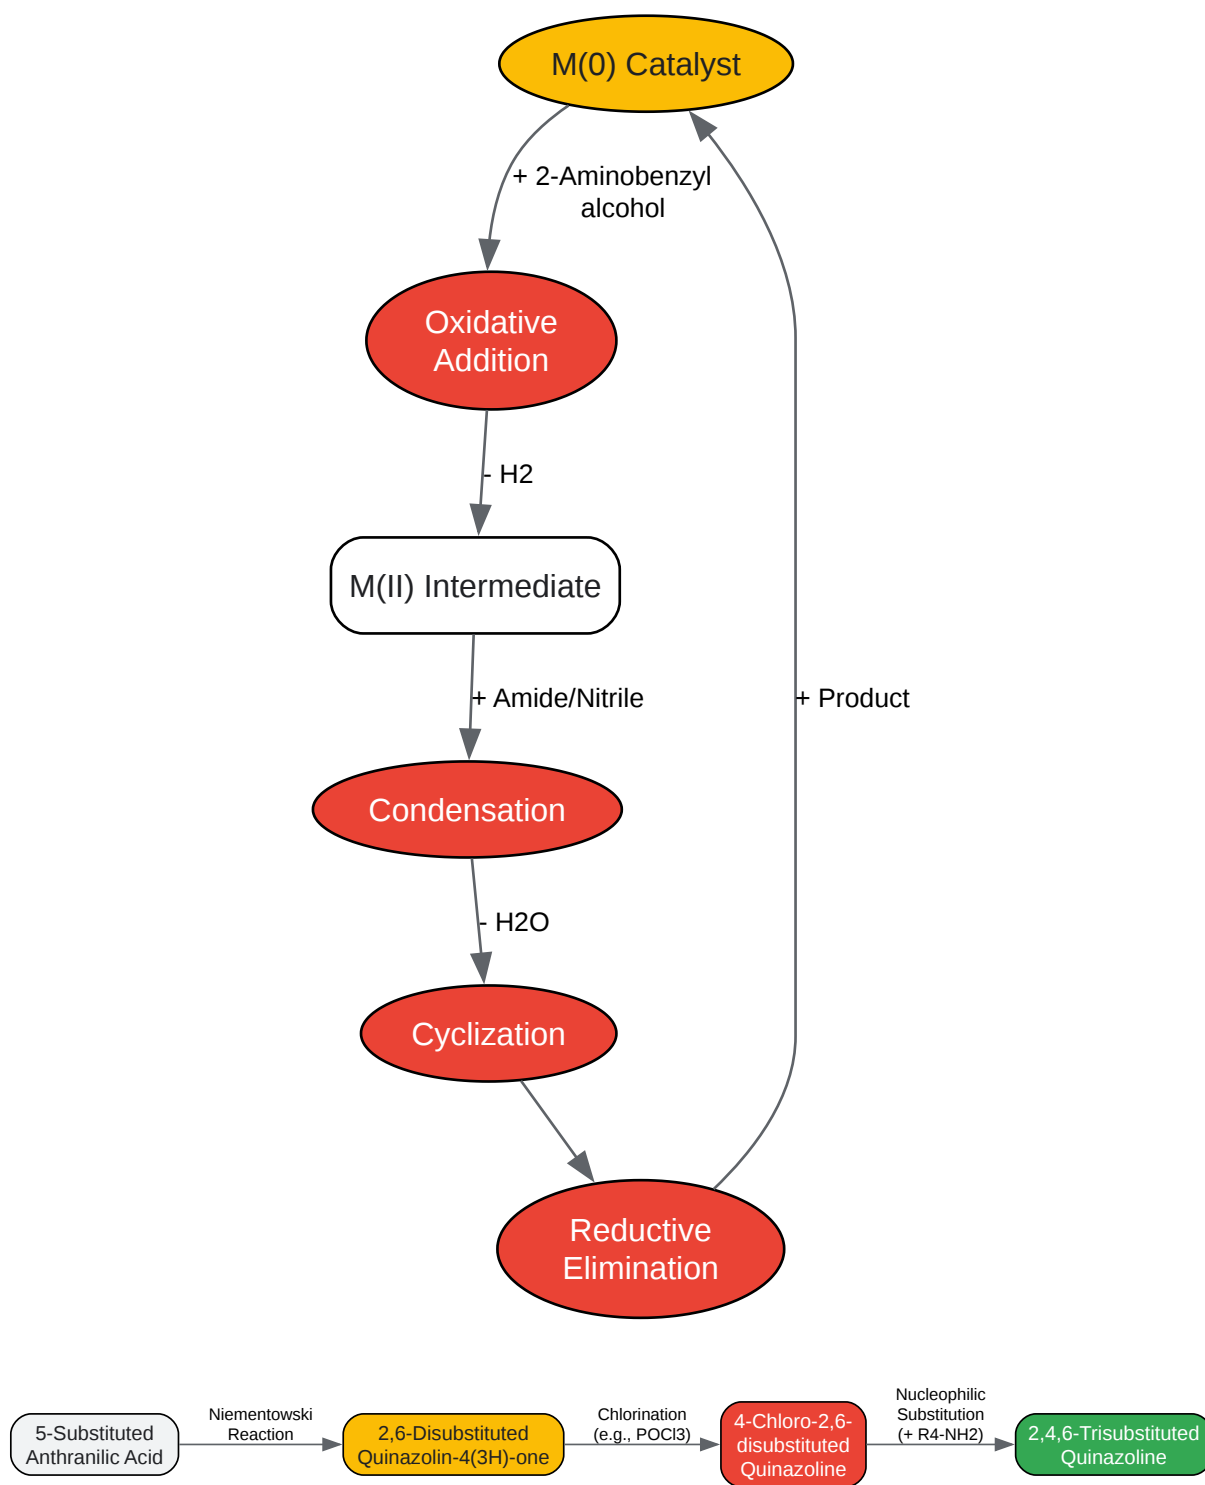 M(0) Catalyst
+ 2-Aminobenzyl
alcohol
Oxidative
Addition
- H2
M(II) Intermediate
+ Amide/Nitrile
+ Product
Condensation
- H2O
Cyclization
Reductive
Elimination
5-Substituted
Anthranilic Acid
Niementowski
Reaction
2,6-Disubstituted
Quinazolin-4(3H)-one
Chlorination
(e.g., POCl3)
4-Chloro-2,6-
disubstituted
Quinazoline
Nucleophilic
Substitution
(+ R4-NH2)
2,4,6-Trisubstituted
Quinazoline